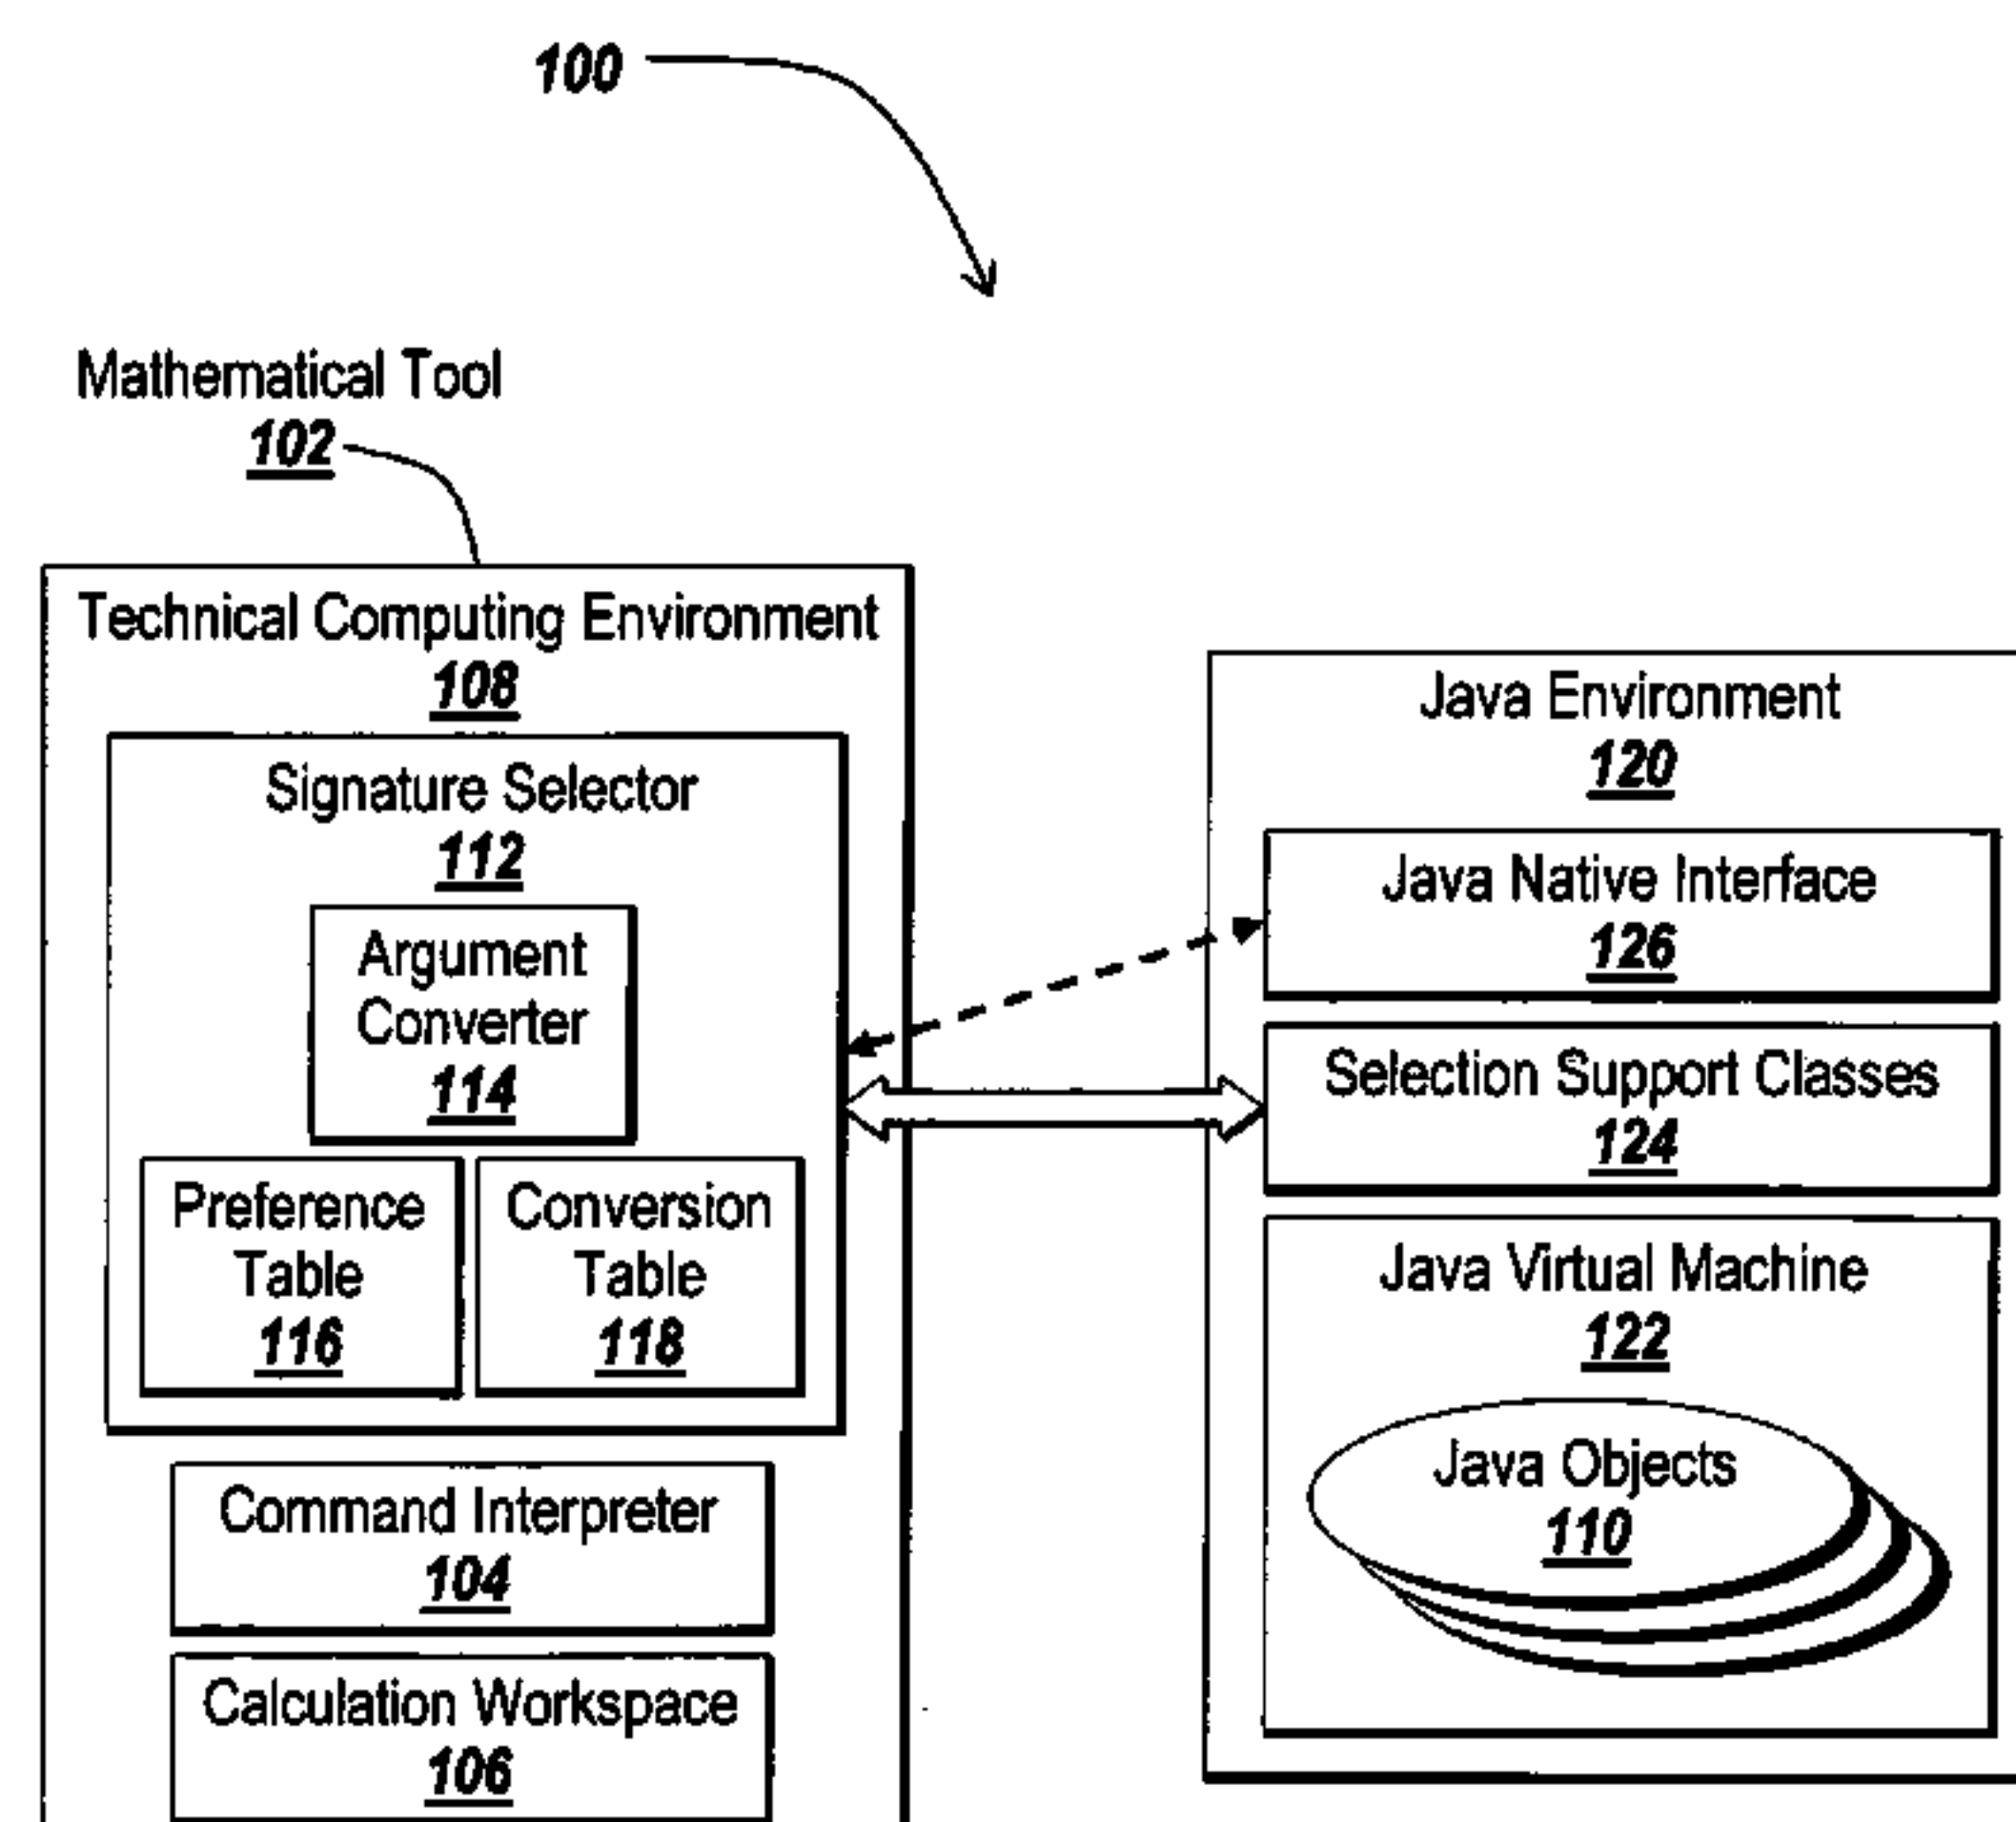 100
Mathematical Tool
102
Technical Computing Environment
108
Signature Selector
112
Argument
Converter
114
Preference
Table
116
Conversion
Table
118
Command Interpreter
104
Calculation Workspace
106
Java Environment
120
Java Native Interface
126
Selection Support Classes
124
Java Virtual Machine
122
Java Objects
110